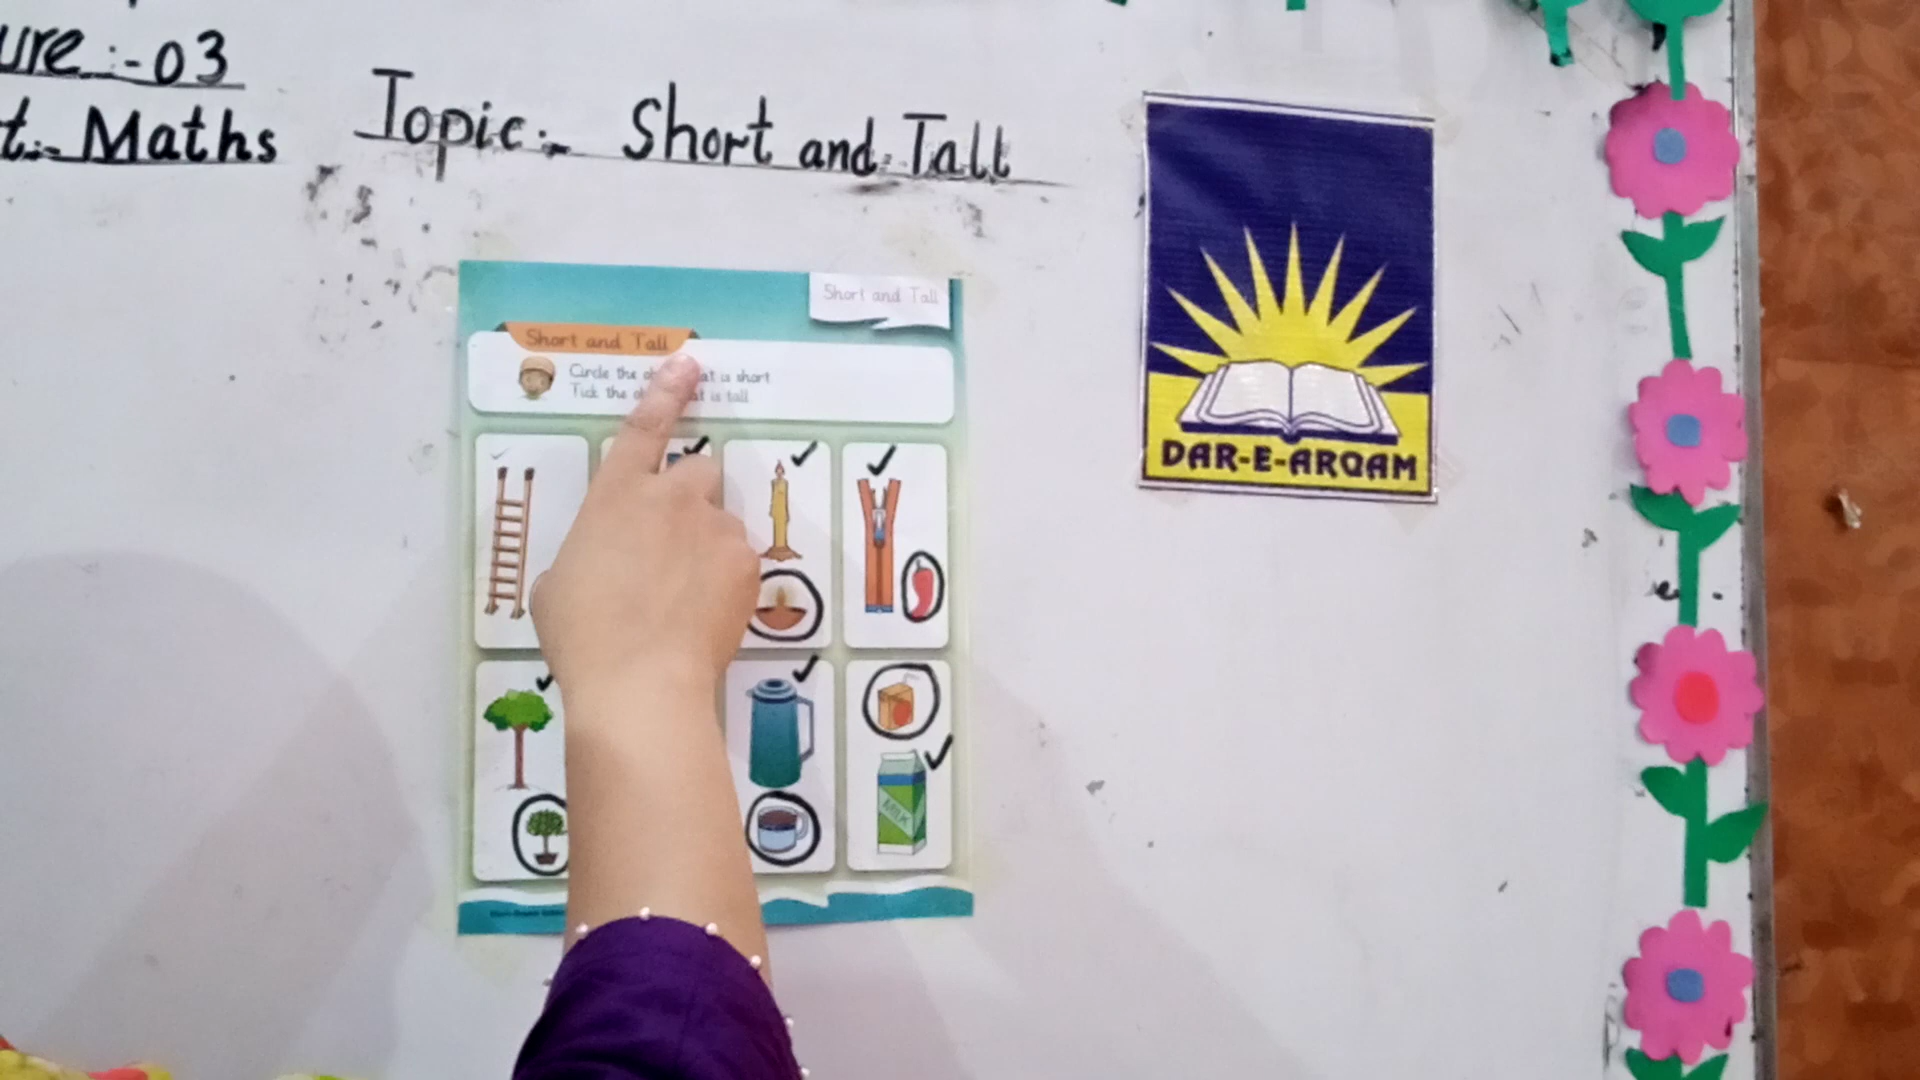 ure :- 03
t:- Maths
Topic:- Short and Tall
Short and Tall
Short and Tall
Circle the at is short
Tick the at is tall
MILK
DAR-E-ARQAM